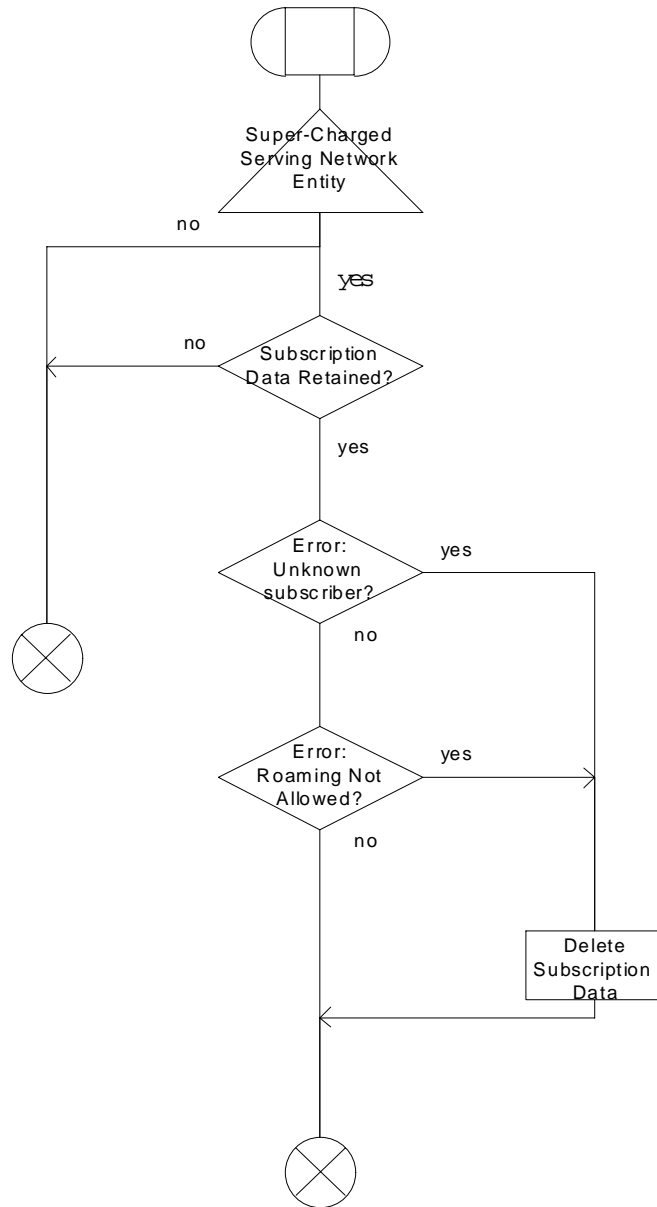 Super-Charged
Serving Network
Entity
no
yes
no
Subscription
Data Retained?
yes
Error:
Unknown
subscriber?
yes
no
Error:
Roaming Not
Allowed?
yes
no
Delete
Subscription
Data